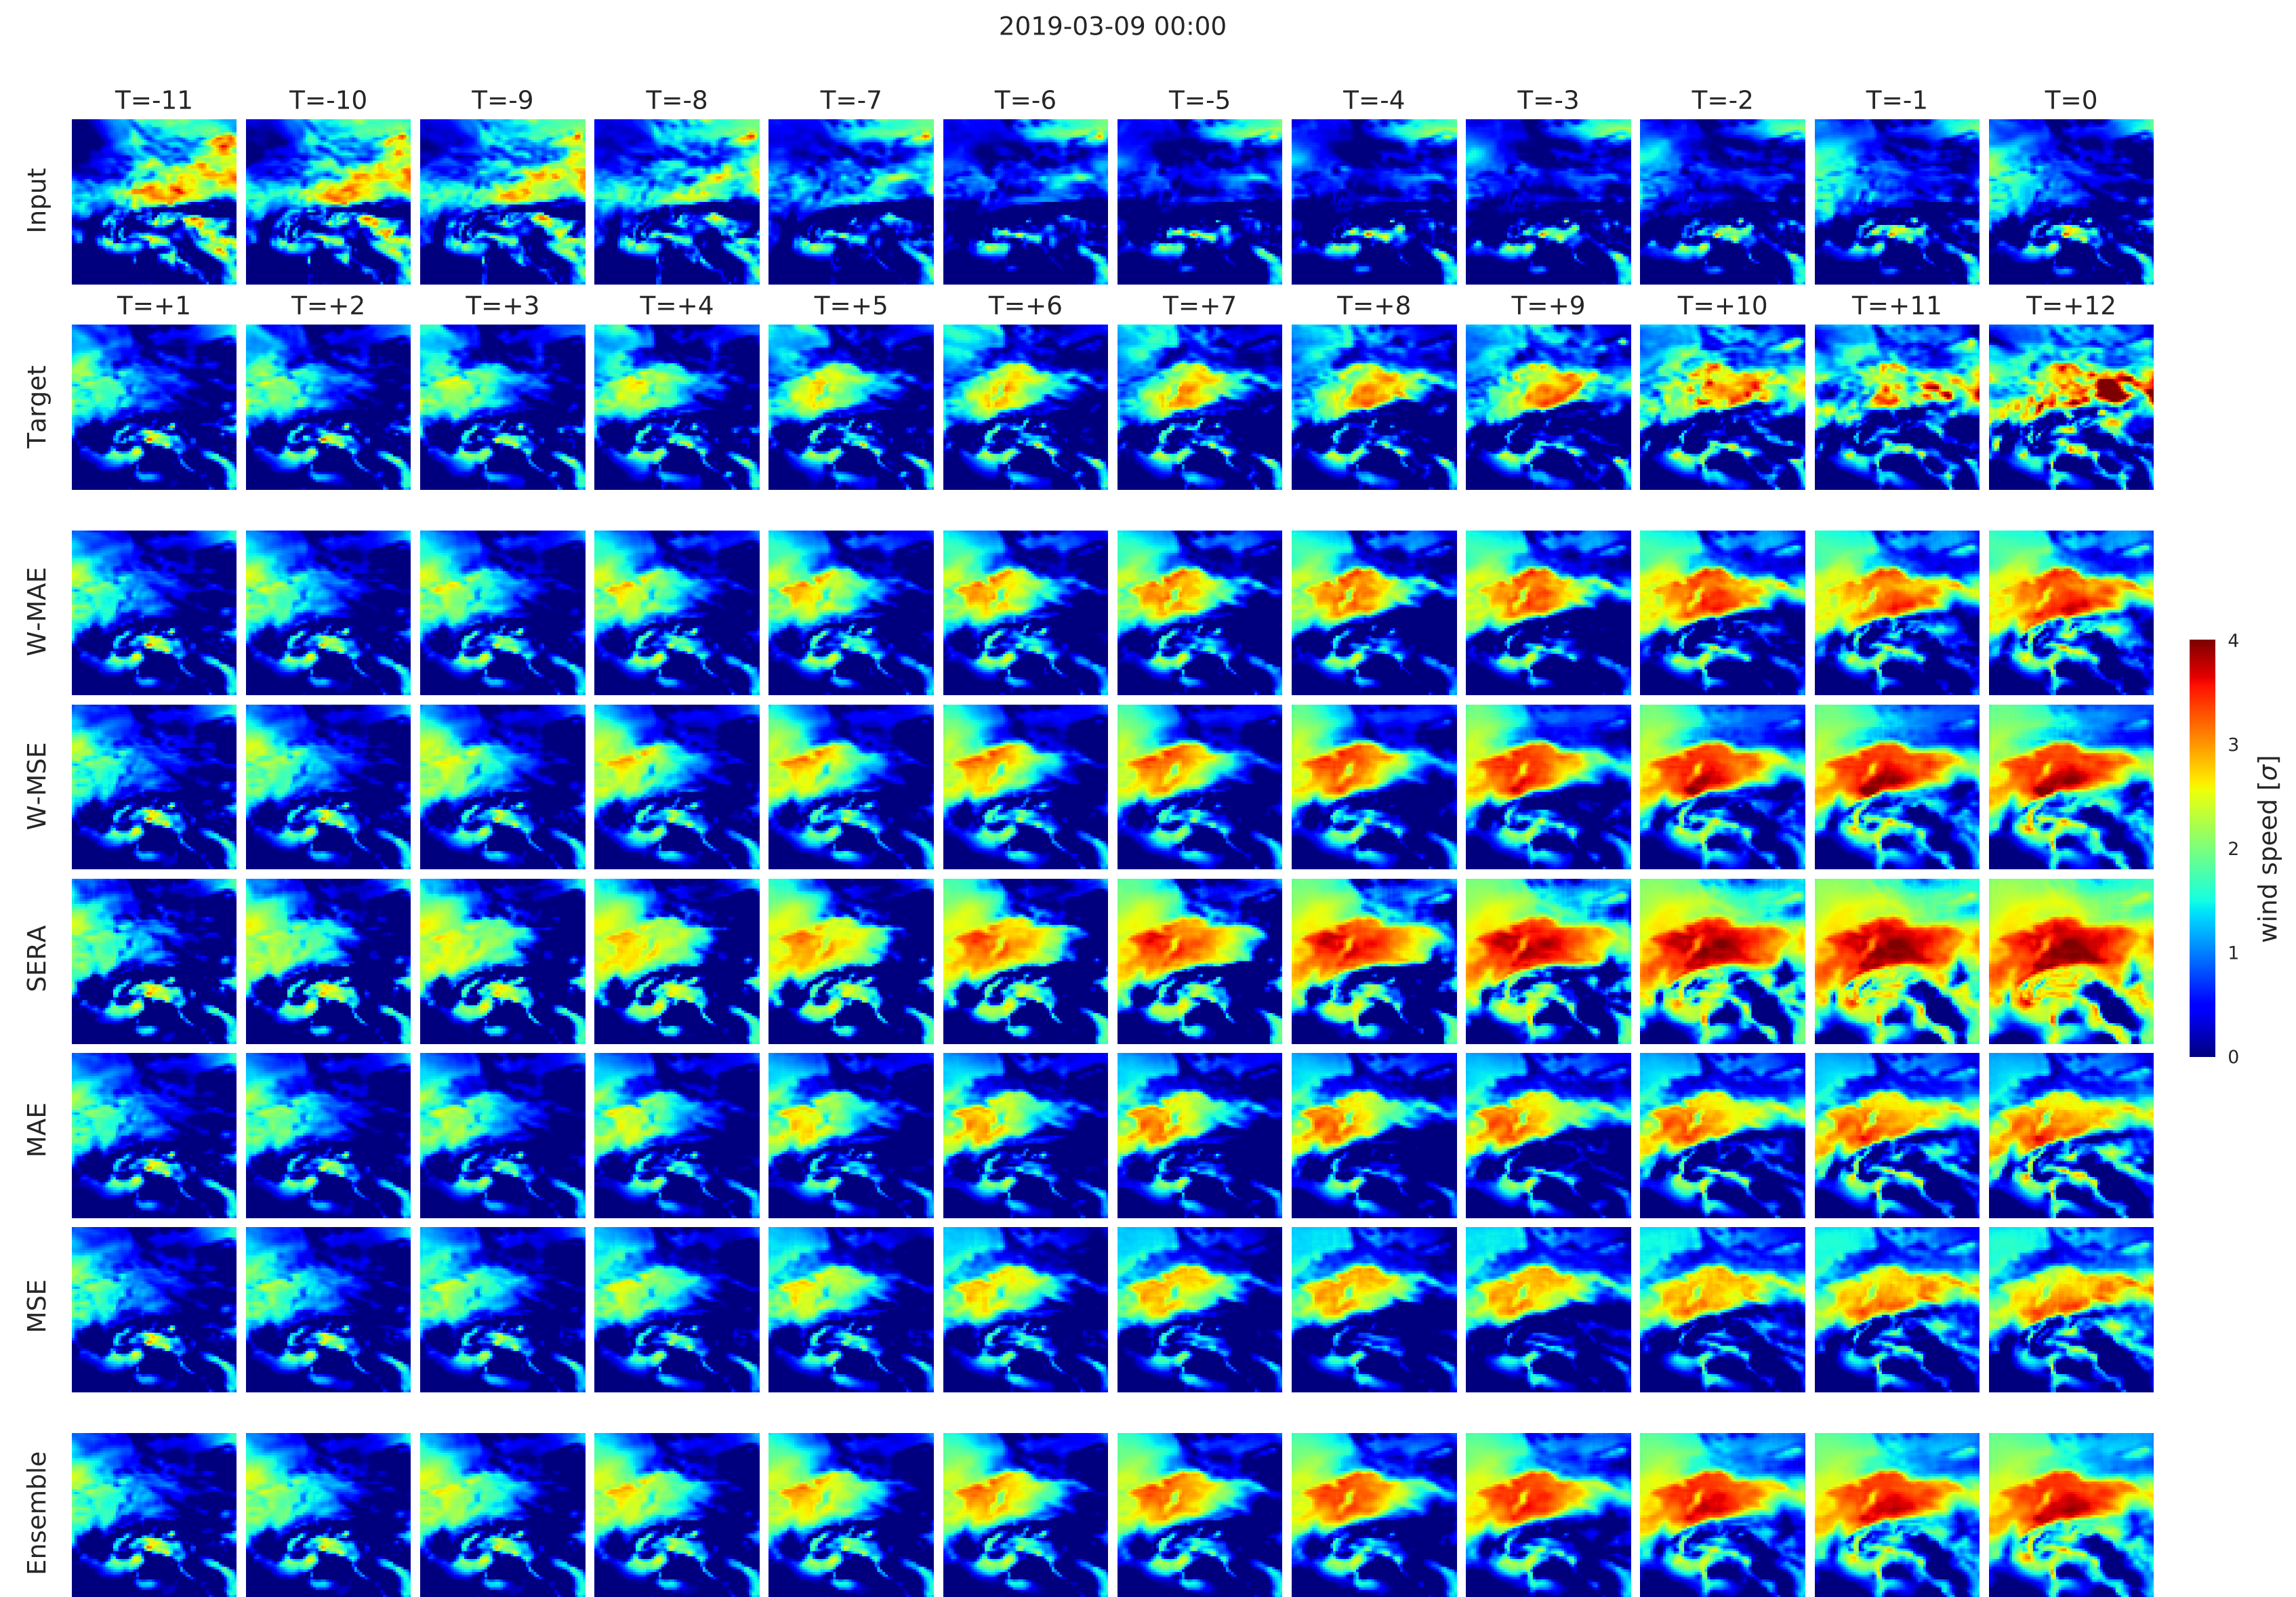 2019-03-09 00:00
T=-11 T=-10 T=-9 T=-8 T=-7 T=-6 T=-5 T=-4 T=-3 T=-2 T=-1 T=0
Input
T=+1 T=+2 T=+3 T=+4 T=+5 T=+6 T=+7 T=+8 T=+9 T=+10 T=+11 T=+12
Target
W-MAE
W-MSE
SERA
MAE
MSE
Ensemble
4
3
2
1
0
wind speed [σ]